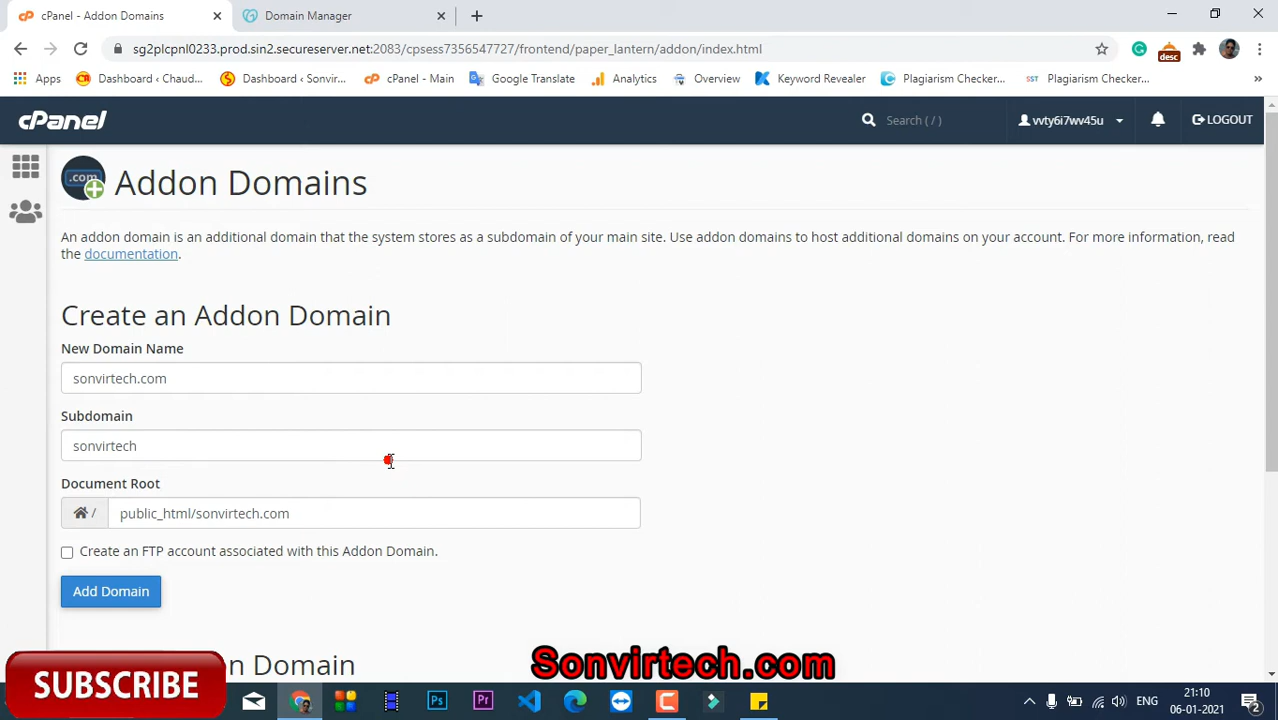 cPanel - Addon Domains
Domain Manager
sg2plcpnl0233.prod.sin2.secureserver.net:2083/cpsess7356547727/frontend/paper_lantern/addon/index.html
desc
Apps
Dashboard ‹ Chaud...
Dashboard ‹ Sonvir...
cPanel - Main
Google Translate
Analytics
Overview
Keyword Revealer
Plagiarism Checker...
Plagiarism Checker...
cPanel
Search ( / )
vvty6i7wv45u
LOGOUT
.com
Addon Domains
An addon domain is an additional domain that the system stores as a subdomain of your main site. Use addon domains to host additional domains on your account. For more information, read
the documentation.
Create an Addon Domain
New Domain Name
sonvirtech.com
Subdomain
sonvirtech
Document Root
/ public_html/sonvirtech.com
Create an FTP account associated with this Addon Domain.
Add Domain
n Domain
SUBSCRIBE
Sonvirtech.com
Ps
Pr
ENG
21:10
06-01-2021
2